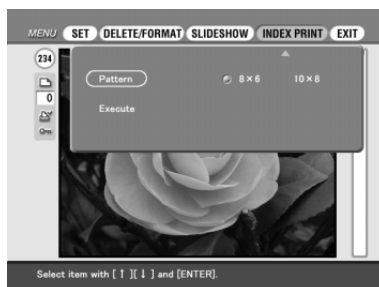 MENU SET DELETE/FORMAT SLIDESHOW INDEX PRINT EXIT
234
Pattern 8×6 10×8
0
Execute
Select item with [ ↑ ][ ↓ ] and [ENTER].